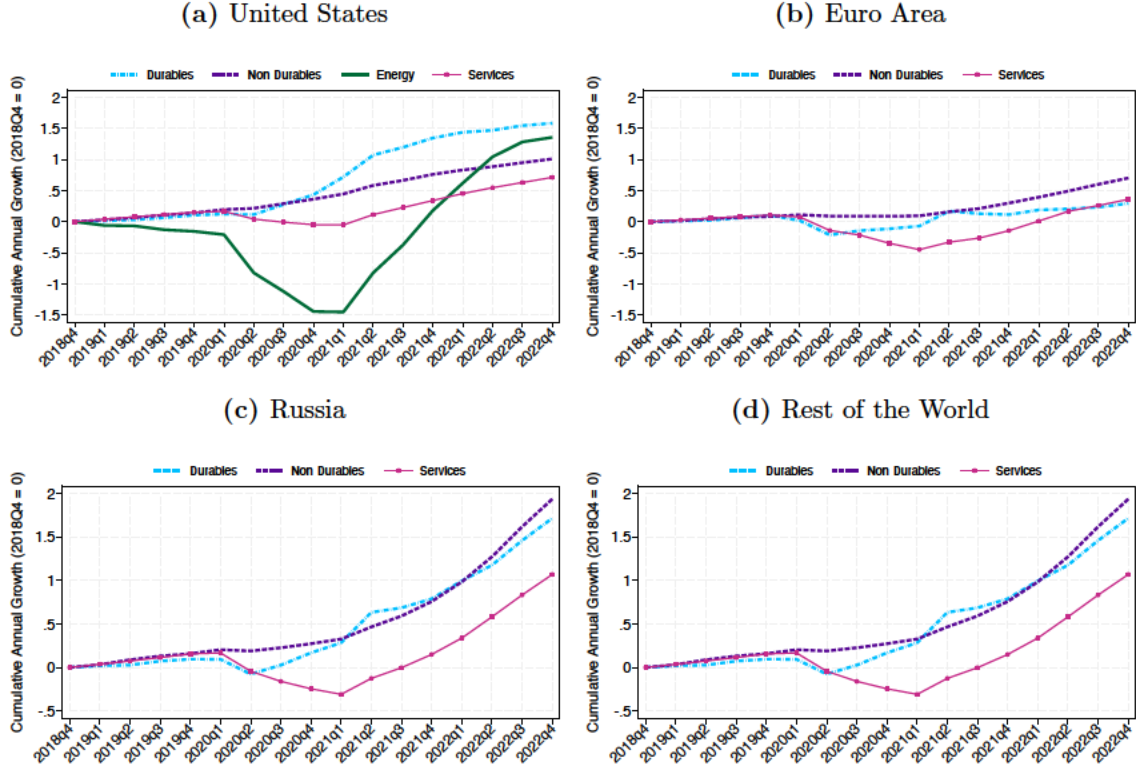 (a) United States
Durables Non Durables Energy Services
Cumulative Annual Growth (2018Q4 = 0)
2
1.5
1
.5
0
-.5
-1
-1.5
2018q4 2019q1 2019q2 2019q3 2019q4 2020q1 2020q2 2020q3 2020q4 2021q1 2021q2 2021q3 2021q4 2022q1 2022q2 2022q3 2022q4
(b) Euro Area
Durables Non Durables Services
Cumulative Annual Growth (2018Q4 = 0)
2
1.5
1
.5
0
-.5
-1
-1.5
2018q4 2019q1 2019q2 2019q3 2019q4 2020q1 2020q2 2020q3 2020q4 2021q1 2021q2 2021q3 2021q4 2022q1 2022q2 2022q3 2022q4
(c) Russia
Durables Non Durables Services
Cumulative Annual Growth (2018Q4 = 0)
2
1.5
1
.5
0
-.5
2018q4 2019q1 2019q2 2019q3 2019q4 2020q1 2020q2 2020q3 2020q4 2021q1 2021q2 2021q3 2021q4 2022q1 2022q2 2022q3 2022q4
(d) Rest of the World
Durables Non Durables Services
Cumulative Annual Growth (2018Q4 = 0)
2
1.5
1
.5
0
-.5
2018q4 2019q1 2019q2 2019q3 2019q4 2020q1 2020q2 2020q3 2020q4 2021q1 2021q2 2021q3 2021q4 2022q1 2022q2 2022q3 2022q4